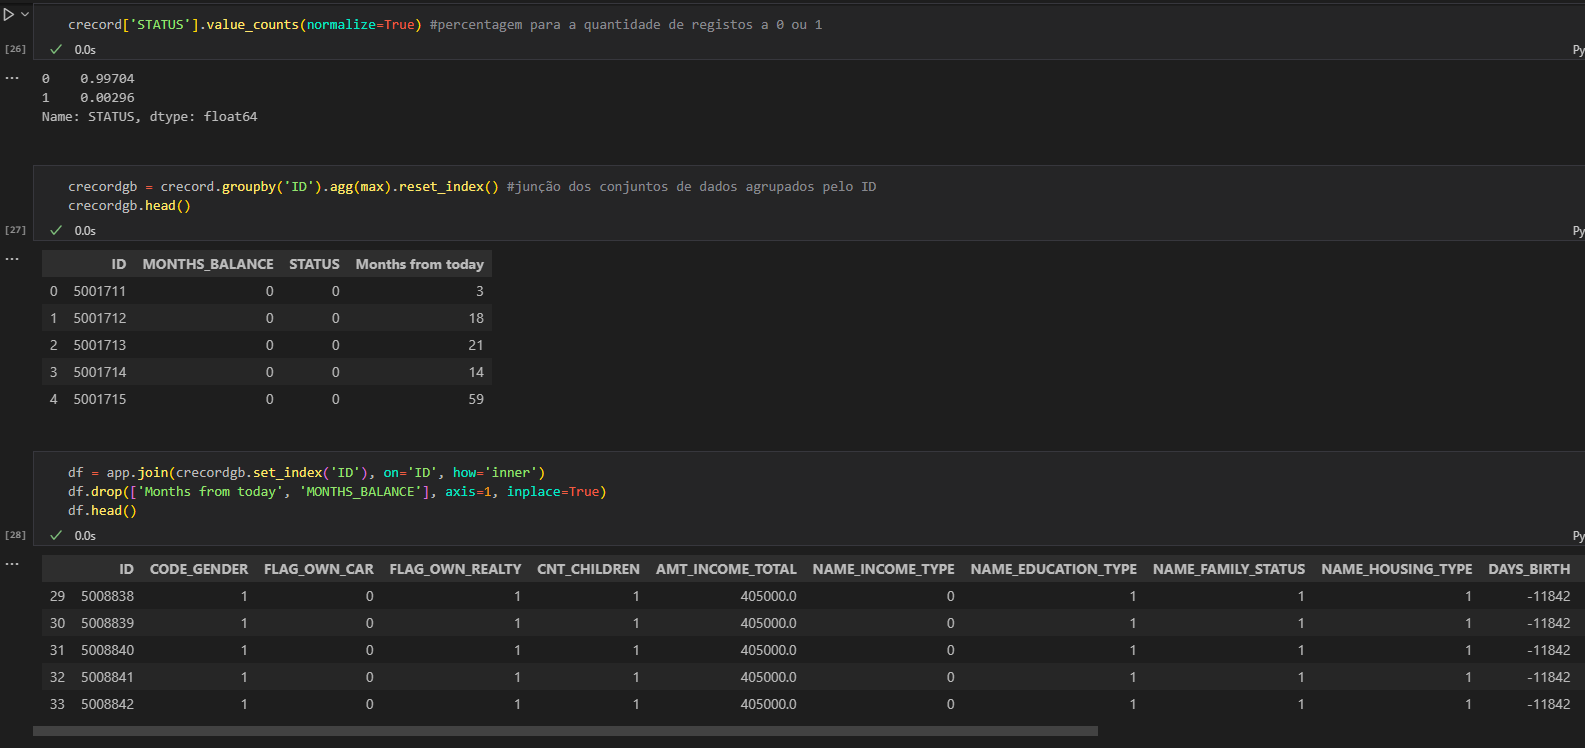 crecord['STATUS'].value_counts(normalize=True) #percentagem para a quantidade de registos a 0 ou 1
[26] 0.0s
Py
... 0 0.99704
1 0.00296
Name: STATUS, dtype: float64
crecordgb = crecord.groupby('ID').agg(max).reset_index() #junção dos conjuntos de dados agrupados pelo ID
crecordgb.head()
[27] 0.0s
Py
...
ID MONTHS_BALANCE STATUS Months from today
0 5001711 0 0 3
1 5001712 0 0 18
2 5001713 0 0 21
3 5001714 0 0 14
4 5001715 0 0 59
df = app.join(crecordgb.set_index('ID'), on='ID', how='inner')
df.drop(['Months from today', 'MONTHS_BALANCE'], axis=1, inplace=True)
df.head()
[28] 0.0s
Py
...
ID CODE_GENDER FLAG_OWN_CAR FLAG_OWN_REALTY CNT_CHILDREN AMT_INCOME_TOTAL NAME_INCOME_TYPE NAME_EDUCATION_TYPE NAME_FAMILY_STATUS NAME_HOUSING_TYPE DAYS_BIRTH
29 5008838 1 0 1 1 405000.0 0 1 1 1 -11842
30 5008839 1 0 1 1 405000.0 0 1 1 1 -11842
31 5008840 1 0 1 1 405000.0 0 1 1 1 -11842
32 5008841 1 0 1 1 405000.0 0 1 1 1 -11842
33 5008842 1 0 1 1 405000.0 0 1 1 1 -11842